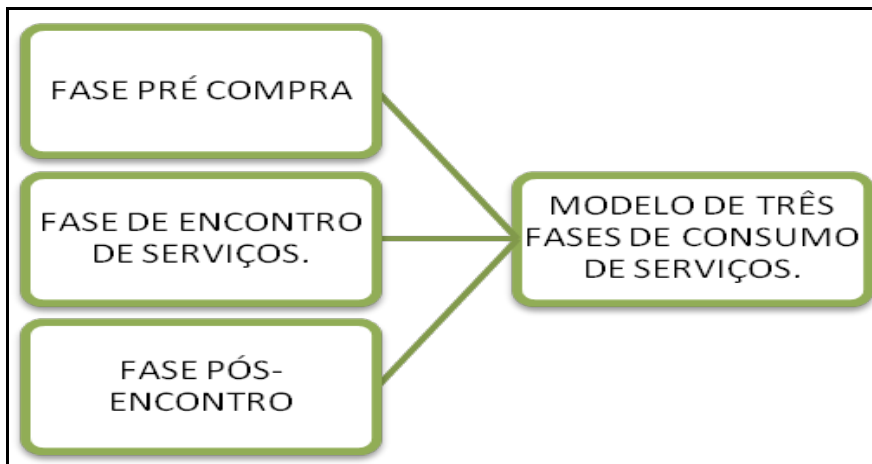 FASE PRÉ COMPRA
FASE DE ENCONTRO
DE SERVIÇOS.
FASE PÓS-
ENCONTRO
MODELO DE TRÊS
FASES DE CONSUMO
DE SERVIÇOS.